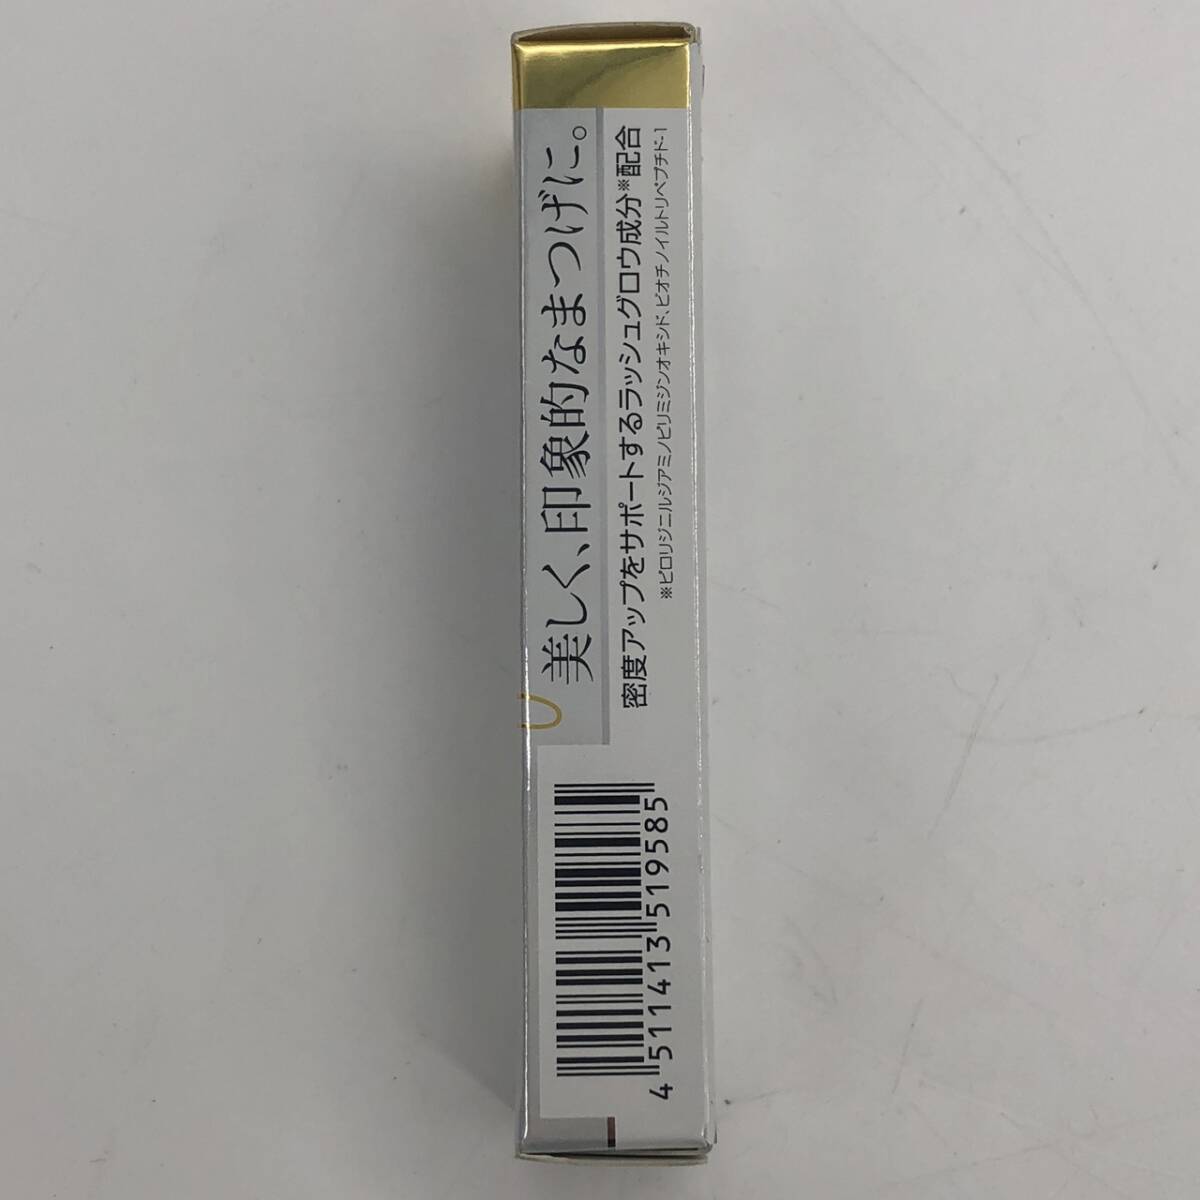 美しく、印象的なまつげに。
密度アップをサポートするラッシュグロウ成分※配合
※ピロリジニルジアミノピリミジンオキシド、ビオチノイルトリペプチド-1
4 511413 519585